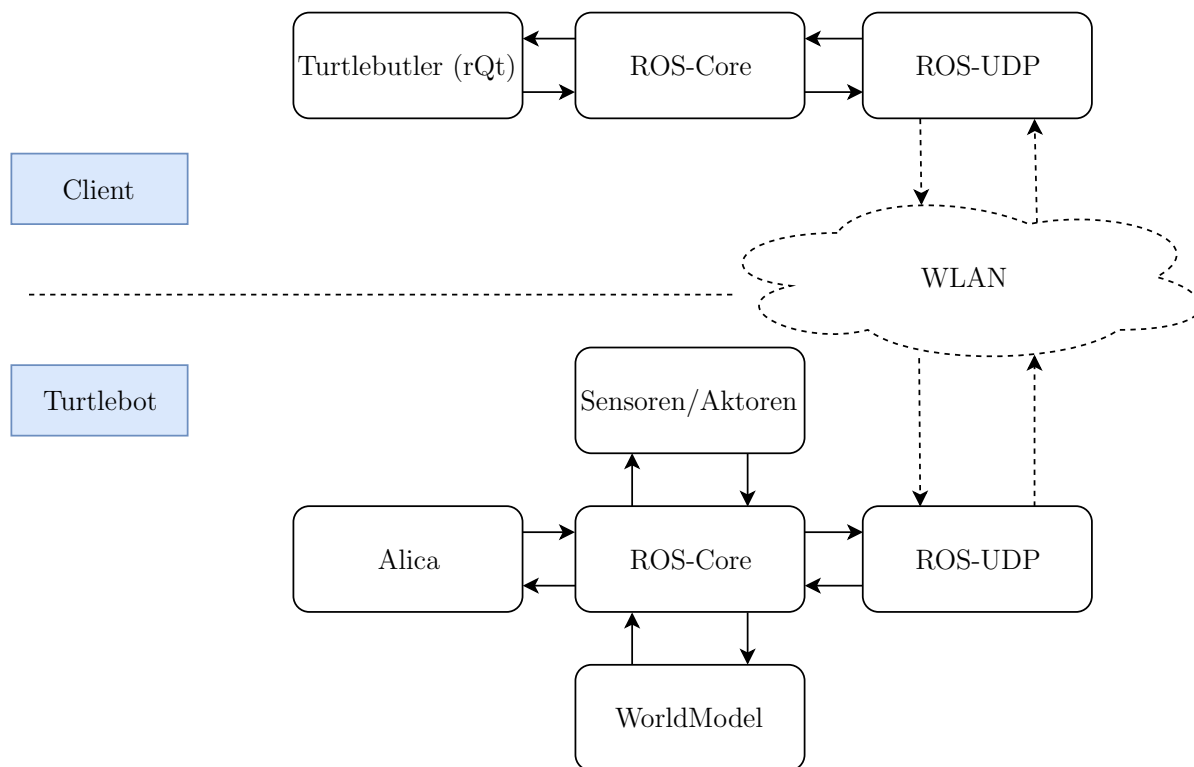 Turtlebutler (rQt)
ROS-Core
ROS-UDP
Client
WLAN
Turtlebot
Sensoren/Aktoren
Alica
ROS-Core
ROS-UDP
WorldModel